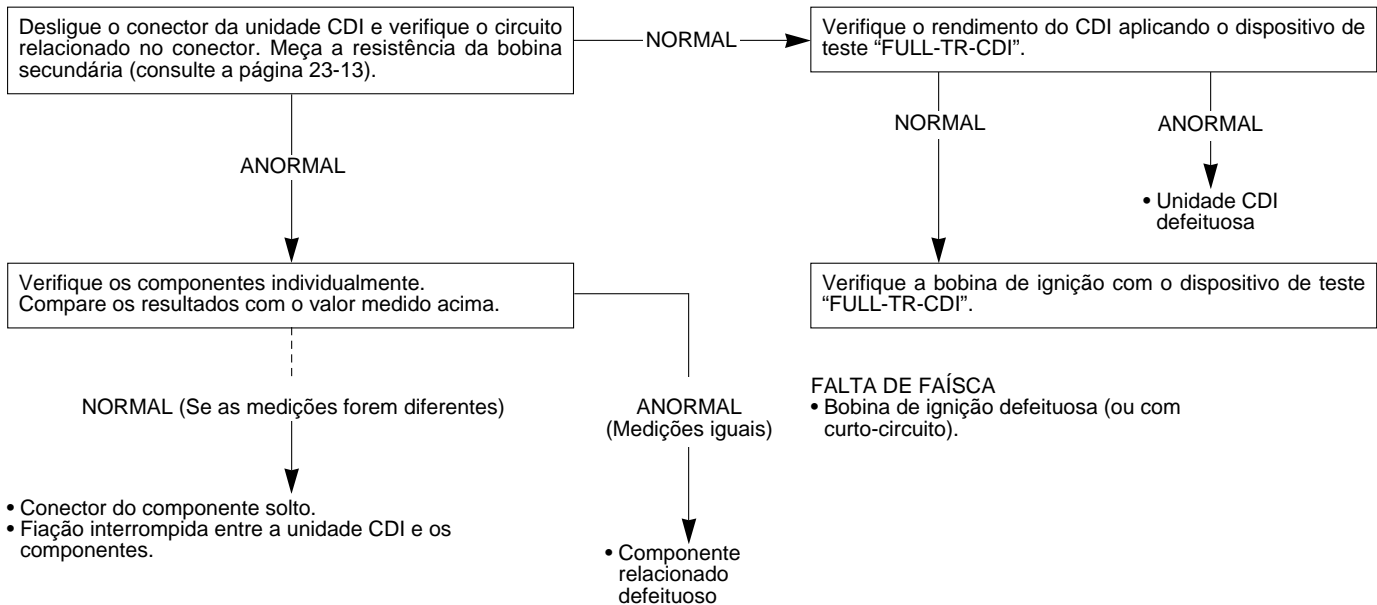 Desligue o conector da unidade CDI e verifique o circuito
relacionado no conector. Meça a resistência da bobina
secundária (consulte a página 23-13).
NORMAL
Verifique o rendimento do CDI aplicando o dispositivo de
teste “FULL-TR-CDI”.
ANORMAL
NORMAL
ANORMAL
• Unidade CDI
defeituosa
Verifique os componentes individualmente.
Compare os resultados com o valor medido acima.
Verifique a bobina de ignição com o dispositivo de teste
“FULL-TR-CDI”.
NORMAL (Se as medições forem diferentes)
ANORMAL
(Medições iguais)
FALTA DE FAÍSCA
• Bobina de ignição defeituosa (ou com
curto-circuito).
• Conector do componente solto.
• Fiação interrompida entre a unidade CDI e os
componentes.
• Componente
relacionado
defeituoso